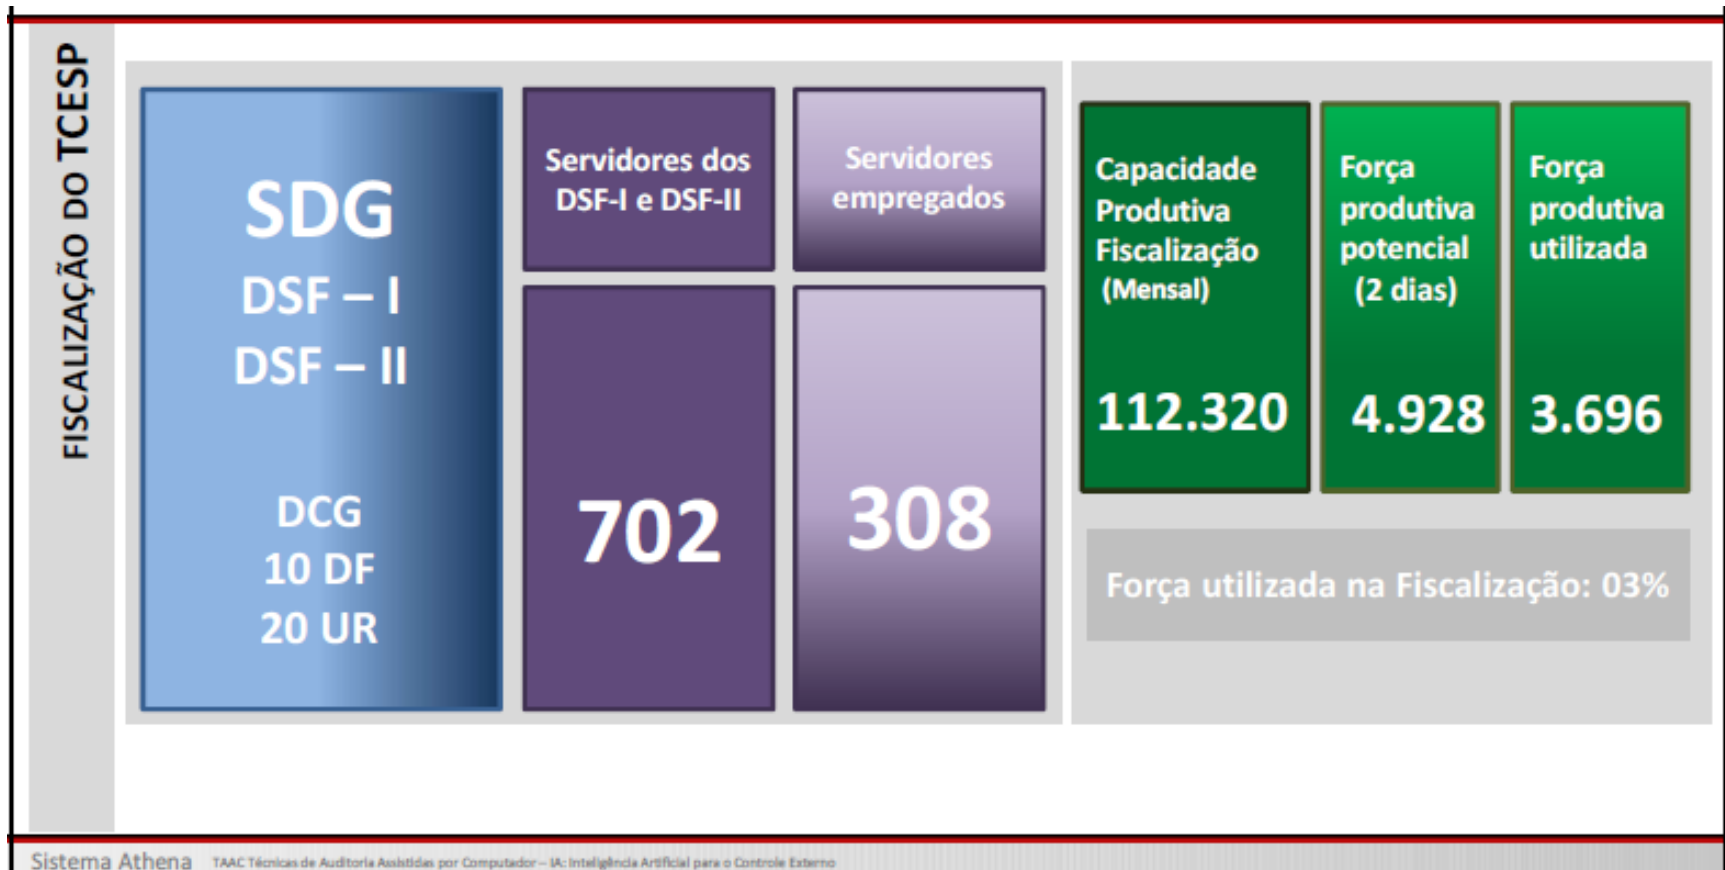 FISCALIZAÇÃO DO TCESP
SDG
DSF – I
DSF – II
DCG
10 DF
20 UR
Servidores dos
DSF-I e DSF-II
702
Servidores
empregados
308
Capacidade
Produtiva
Fiscalização
(Mensal)
112.320
Força
produtiva
potencial
(2 dias)
4.928
Força
produtiva
utilizada
3.696
Força utilizada na Fiscalização: 03%
Sistema Athena TAAC Técnicas de Auditoria Assistidas por Computador – IA: Inteligência Artificial para o Controle Externo